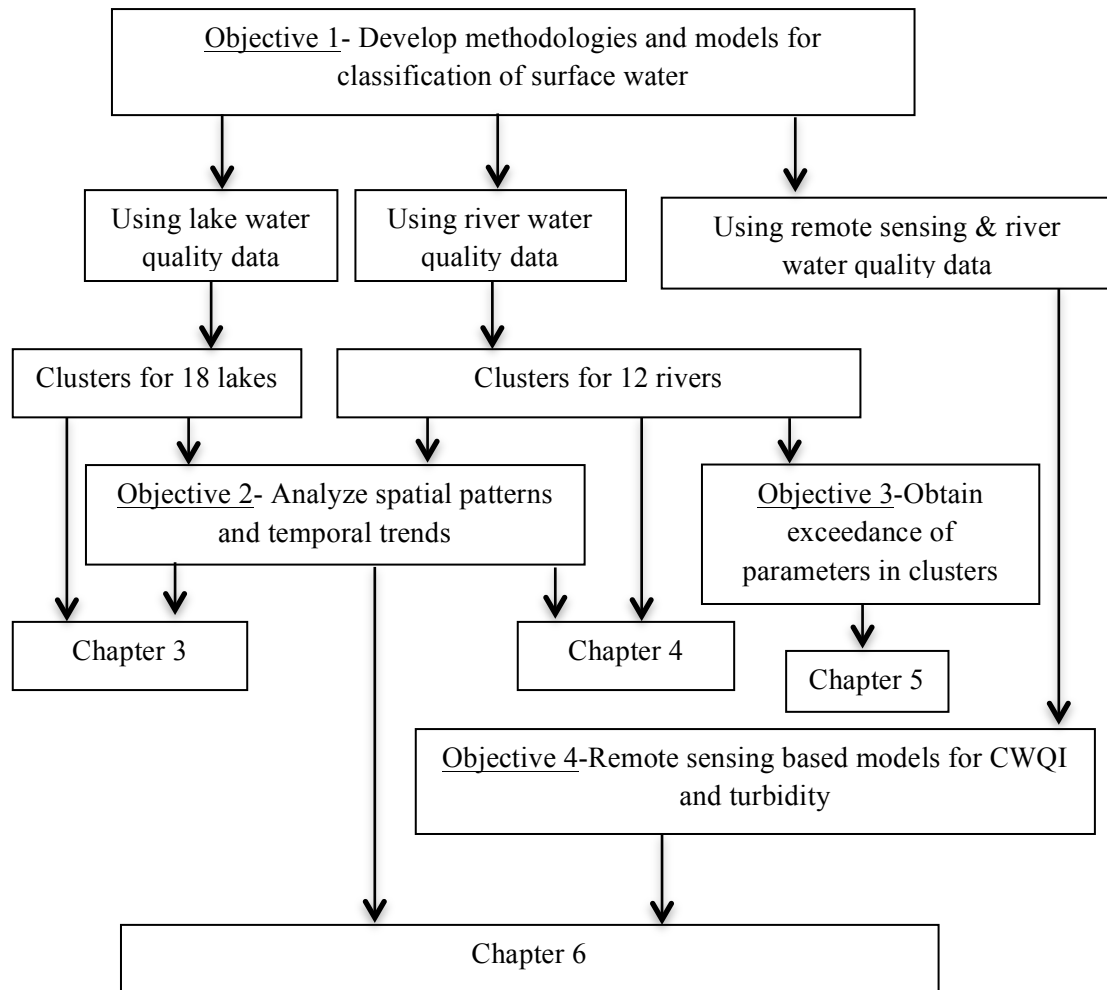 Objective 1- Develop methodologies and models for
classification of surface water
Using lake water
quality data
Using river water
quality data
Using remote sensing & river
water quality data
Clusters for 18 lakes
Clusters for 12 rivers
Objective 2- Analyze spatial patterns
and temporal trends
Objective 3-Obtain
exceedance of
parameters in clusters
Chapter 3
Chapter 4
Chapter 5
Objective 4-Remote sensing based models for CWQI
and turbidity
Chapter 6